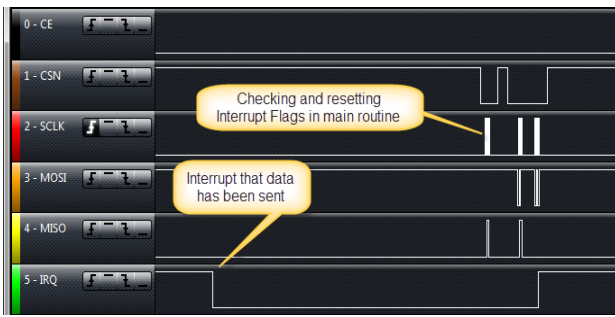 0 - CE
1 - CSN
Checking and resetting
Interrupt Flags in main routine
2 - SCLK
3 - MOSI
Interrupt that data
has been sent
4 - MISO
5 - IRQ